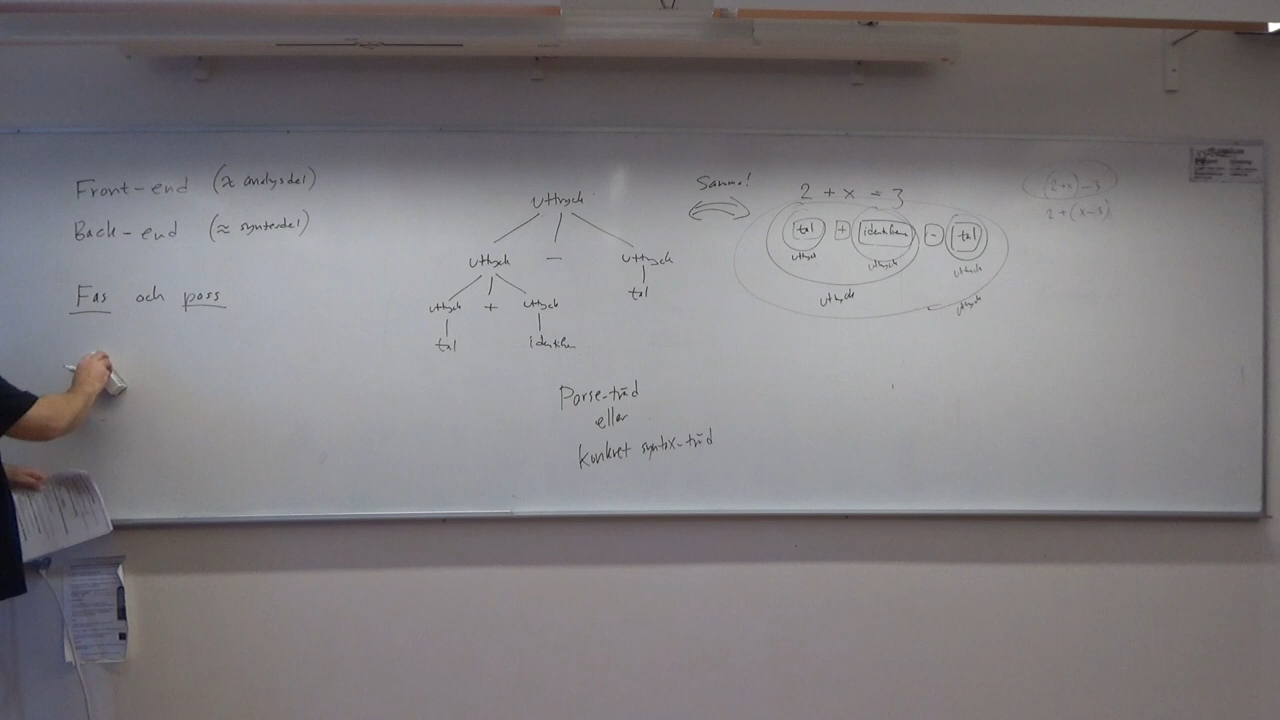 Front-end (≈ analysdel)
Back-end (≈ syntesdel)
Fas och pass
uttryck
uttryck - uttryck
tal
uttryck + uttryck
tal identifierare
Parse-träd
eller
konkret syntax-träd
Samma!
2 + x - 3
tal + identifierare - tal
uttryck uttryck uttryck
uttryck uttryck
(2+x)-3
2+(x-3)